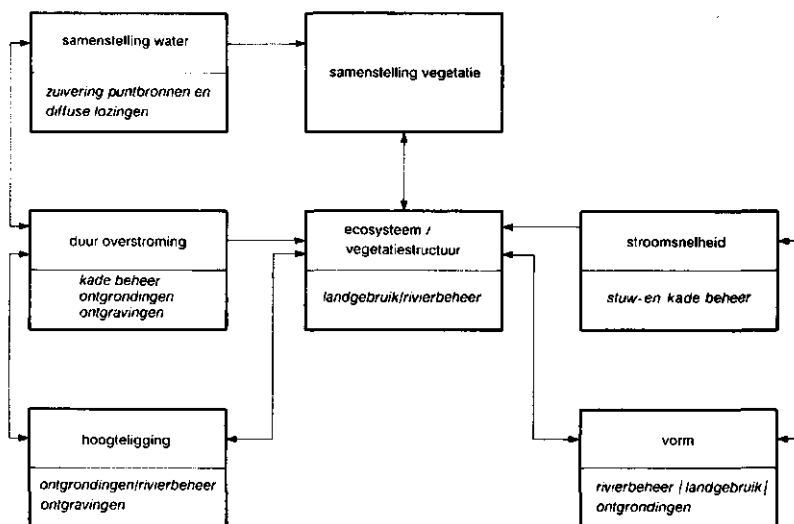 samenstelling water
zuivering puntbronnen en
diffuse lozingen
samenstelling vegetatie
duur overstroming
kade beheer
ontgrondingen
ontgravingen
ecosysteem /
vegetatiestructuur
landgebruik/rivierbeheer
stroomsnelheid
stuw- en kade beheer
hoogteligging
ontgrondingen/rivierbeheer
ontgravingen
vorm
rivierbeheer / landgebruik /
ontgrondingen